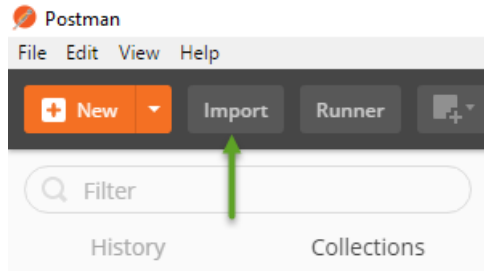 Postman
File Edit View Help
New Import Runner
Filter
History Collections